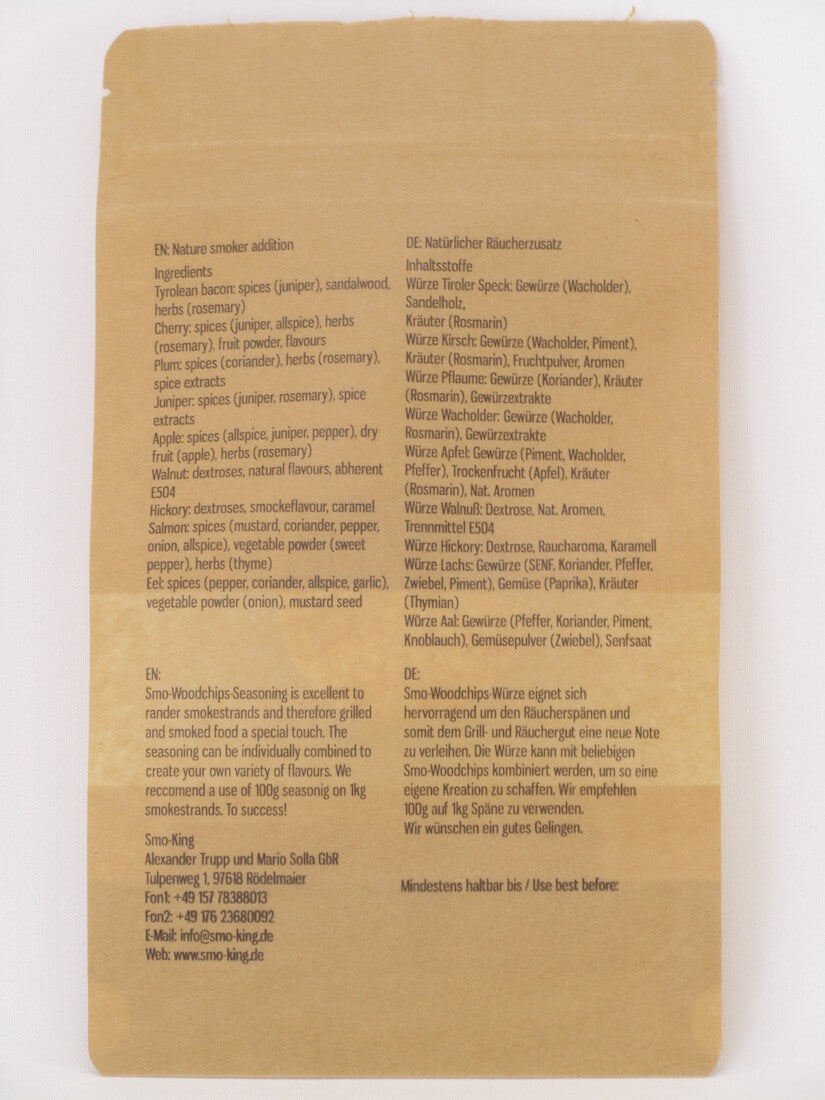 EN: Nature smoker addition
Ingredients
Tyrolean bacon: spices (juniper), sandalwood,
herbs (rosemary)
Cherry: spices (juniper, allspice), herbs
(rosemary), fruit powder, flavours
Plum: spices (coriander), herbs (rosemary),
spice extracts
Juniper: spices (juniper, rosemary), spice
extracts
Apple: spices (allspice, juniper, pepper), dry
fruit (apple), herbs (rosemary)
Walnut: dextroses, natural flavours, abherent
E504
Hickory: dextroses, smockeflavour, caramel
Salmon: spices (mustard, coriander, pepper,
onion, allspice), vegetable powder (sweet
pepper), herbs (thyme)
Eel: spices (pepper, coriander, allspice, garlic),
vegetable powder (onion), mustard seed
DE: Natürlicher Räucherzusatz
Inhaltsstoffe
Würze Tiroler Speck: Gewürze (Wacholder),
Sandelholz,
Kräuter (Rosmarin)
Würze Kirsch: Gewürze (Wacholder, Piment),
Kräuter (Rosmarin), Fruchtpulver, Aromen
Würze Pflaume: Gewürze (Koriander), Kräuter
(Rosmarin), Gewürzextrakte
Würze Wacholder: Gewürze (Wacholder,
Rosmarin), Gewürzextrakte
Würze Apfel: Gewürze (Piment, Wacholder,
Pfeffer), Trockenfrucht (Apfel), Kräuter
(Rosmarin), Nat. Aromen
Würze Walnuß: Dextrose, Nat. Aromen,
Trennmittel E504
Würze Hickory: Dextrose, Raucharoma, Karamell
Würze Lachs: Gewürze (SENF, Koriander, Pfeffer,
Zwiebel, Piment), Gemüse (Paprika), Kräuter
(Thymian)
Würze Aal: Gewürze (Pfeffer, Koriander, Piment,
Knoblauch), Gemüsepulver (Zwiebel), Senfsaat
EN:
Smo-Woodchips-Seasoning is excellent to
rander smokestrands and therefore grilled
and smoked food a special touch. The
seasoning can be individually combined to
create your own variety of flavours. We
reccomend a use of 100g seasonig on 1kg
smokestrands. To success!
DE:
Smo-Woodchips-Würze eignet sich
hervorragend um den Räucherspänen und
somit dem Grill- und Räuchergut eine neue Note
zu verleihen. Die Würze kann mit beliebigen
Smo-Woodchips kombiniert werden, um so eine
eigene Kreation zu schaffen. Wir empfehlen
100g auf 1kg Späne zu verwenden.
Wir wünschen ein gutes Gelingen.
Smo-King
Alexander Trupp und Mario Solla GbR
Tulpenweg 1, 97618 Rödelmaier
Fon1: +49 157 78388013
Fon2: +49 176 23680092
E-Mail: info@smo-king.de
Web: www.smo-king.de
Mindestens haltbar bis / Use best before: